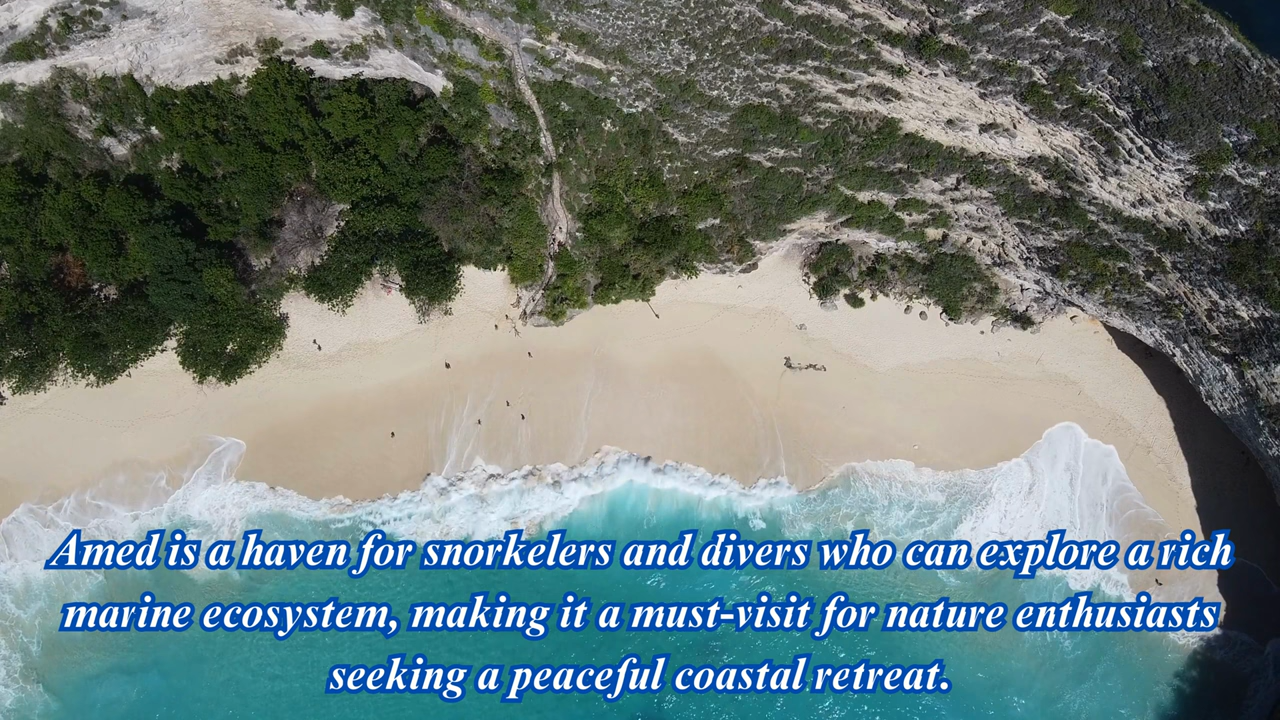 Amed is a haven for snorkelers and divers who can explore a rich
marine ecosystem, making it a must-visit for nature enthusiasts
seeking a peaceful coastal retreat.